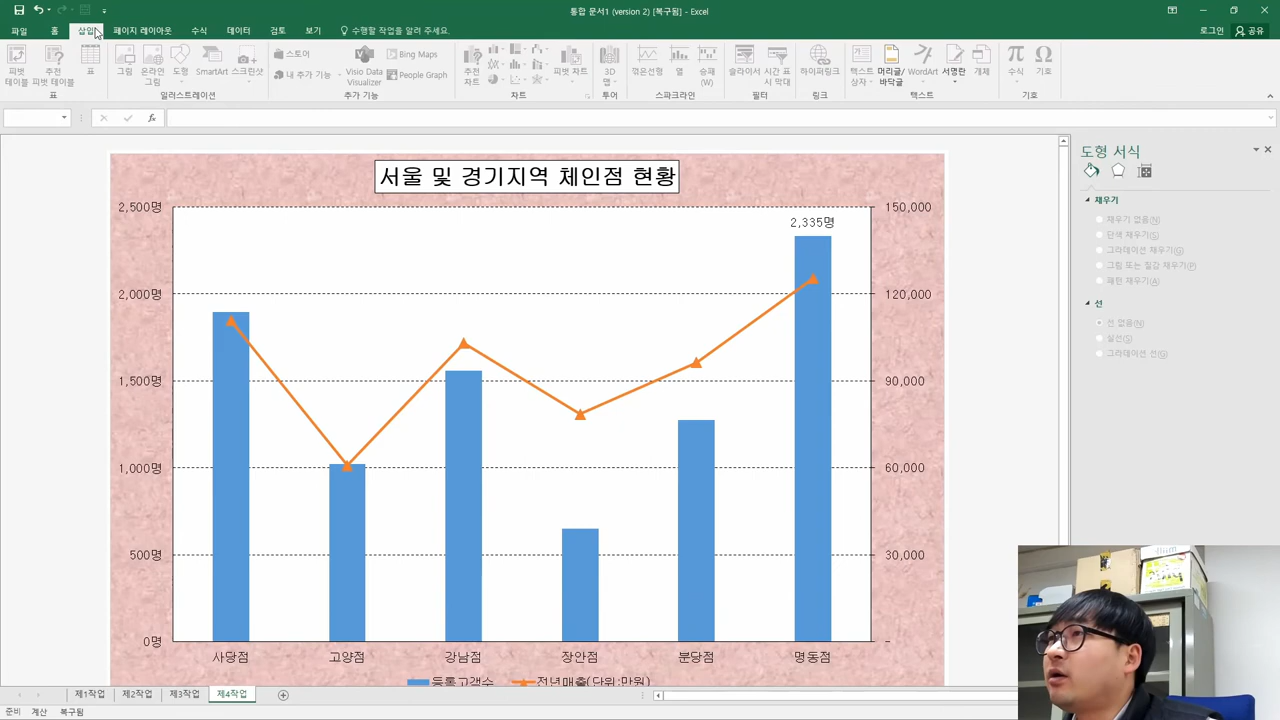 통합 문서1 (version 2) [복구됨] - Excel
파일 홈 삽입 페이지 레이아웃 수식 데이터 검토 보기 수행할 작업을 알려 주세요. 로그인 공유
피벗 테이블 추천 피벗 테이블 표 그림 온라인 그림 도형 SmartArt 스크린샷 스토어 내 추가 기능 Visio Data Visualizer Bing Maps People Graph 추천 차트 피벗 차트 3D 맵 꺾은선형 열 승패 (W) 슬라이서 시간 표시 막대 하이퍼링크 텍스트 상자 머리글/바닥글 WordArt 서명란 개체 수식 기호
표 일러스트레이션 추가 기능 차트 투어 스파크라인 필터 링크 텍스트 기호
fx
도형 서식
채우기
채우기 없음(N)
단색 채우기(S)
그라데이션 채우기(G)
그림 또는 질감 채우기(P)
패턴 채우기(A)
선
선 없음(N)
실선(S)
그라데이션 선(G)
서울 및 경기지역 체인점 현황
2,500명 150,000
2,335명
2,000명 120,000
1,500명 90,000
1,000명 60,000
500명 30,000
0명 -
사당점 고양점 강남점 장안점 분당점 명동점
등록고객수 전년매출(단위:만원)
제1작업 제2작업 제3작업 제4작업
준비 계산 복구됨